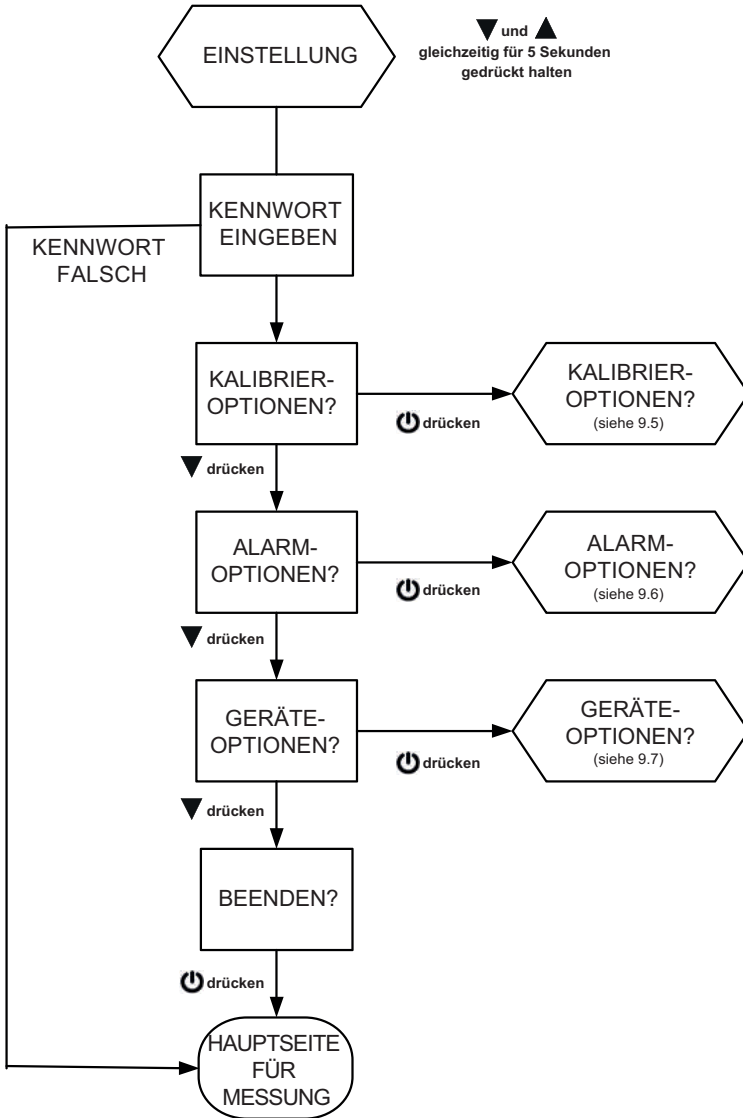 EINSTELLUNG
▼ und ▲
gleichzeitig für 5 Sekunden
gedrückt halten
KENNWORT
EINGEBEN
KENNWORT
FALSCH
KALIBRIER-
OPTIONEN?
drücken
KALIBRIER-
OPTIONEN?
(siehe 9.5)
▼ drücken
ALARM-
OPTIONEN?
drücken
ALARM-
OPTIONEN?
(siehe 9.6)
▼ drücken
GERÄTE-
OPTIONEN?
drücken
GERÄTE-
OPTIONEN?
(siehe 9.7)
▼ drücken
BEENDEN?
drücken
HAUPTSEITE
FÜR
MESSUNG